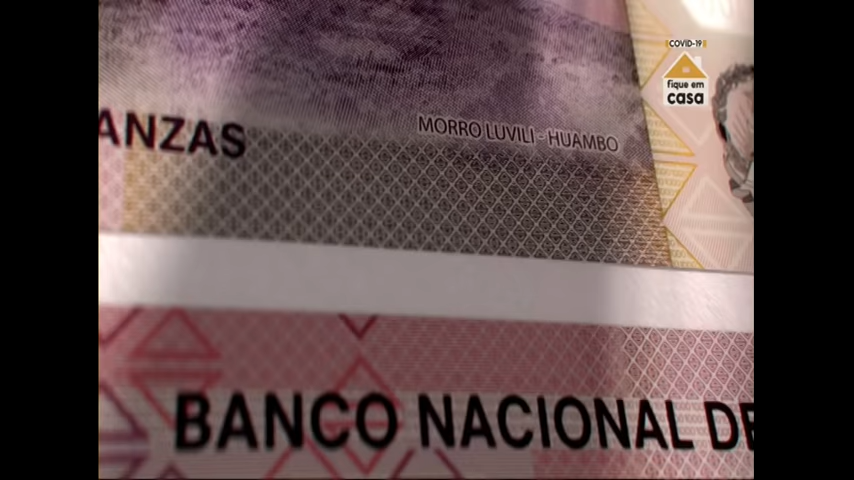 COVID-19
fique em
casa
ANZAS
MORRO LUVILI - HUAMBO
BANCO NACIONAL DE